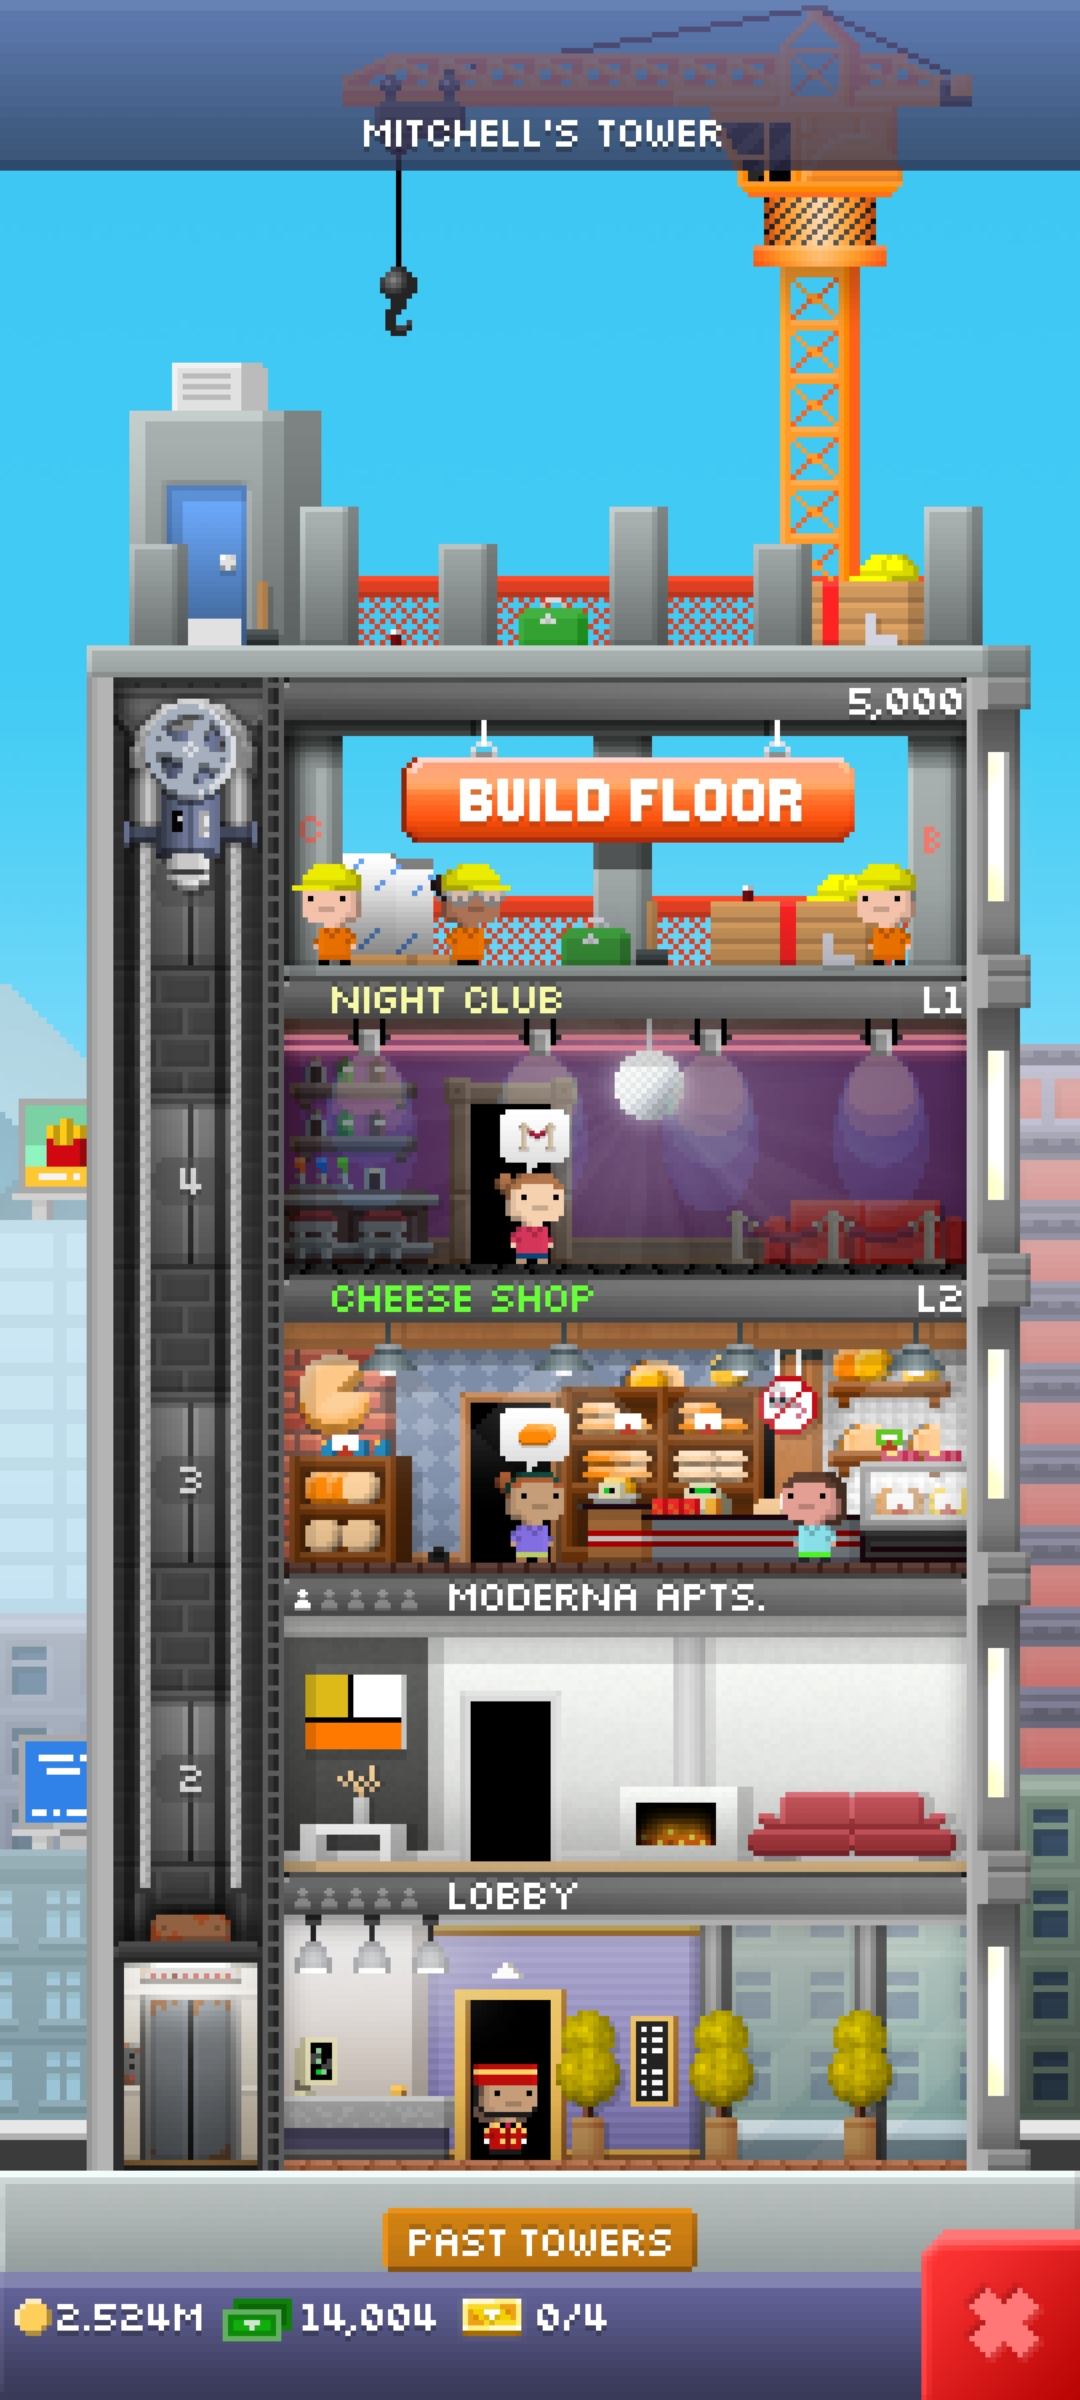 MITCHELL'S TOWER
5,000
BUILD FLOOR
C
B
NIGHT CLUB L1
M
4
CHEESE SHOP L2
3
MODERNA APTS.
2
LOBBY
PAST TOWERS
2.524M 14,004 0/4